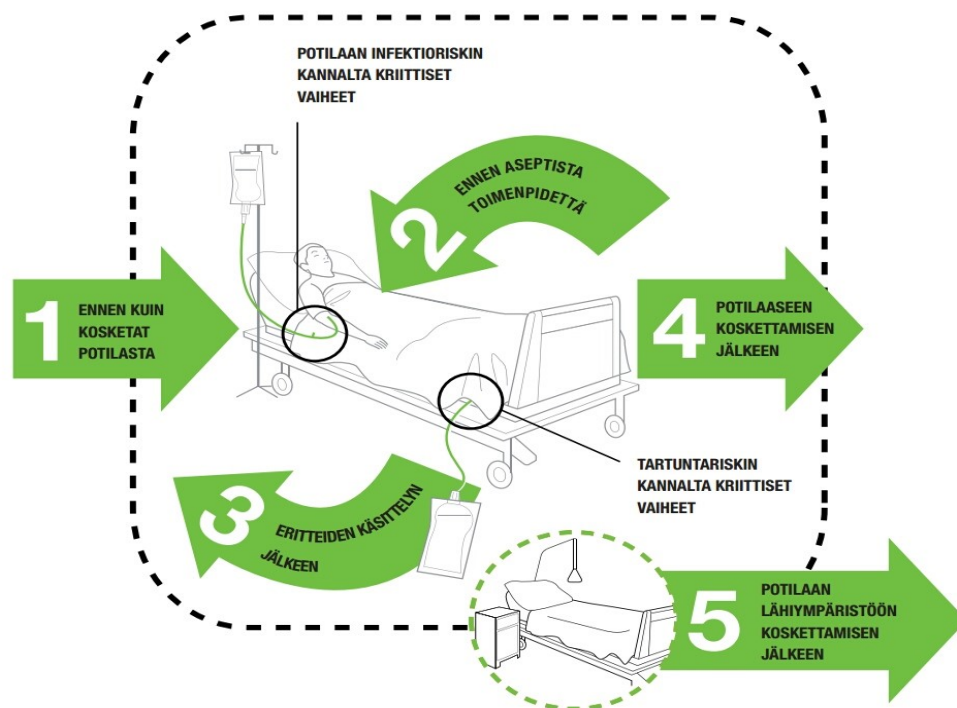 POTILAAN INFEKTIORISKIN
KANNALTA KRIITTISET
VAIHEET
1
ENNEN KUIN
KOSKETAT
POTILASTA
2
ENNEN ASEPTISTA
TOIMENPIDETTÄ
3
ERITTEIDEN KÄSITTELYN
JÄLKEEN
4
POTILAASEEN
KOSKETTAMISEN
JÄLKEEN
TARTUNTARISKIN
KANNALTA KRIITTISET
VAIHEET
5
POTILAAN
LÄHIYMPÄRISTÖÖN
KOSKETTAMISEN
JÄLKEEN